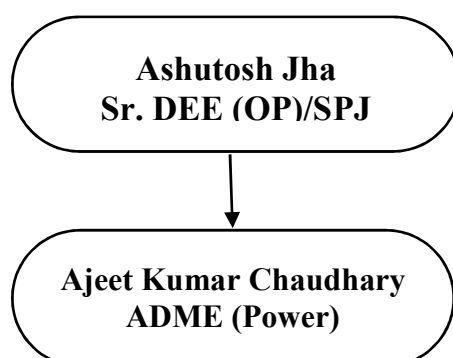 Ashutosh Jha
Sr. DEE (OP)/SPJ
Ajeet Kumar Chaudhary
ADME (Power)